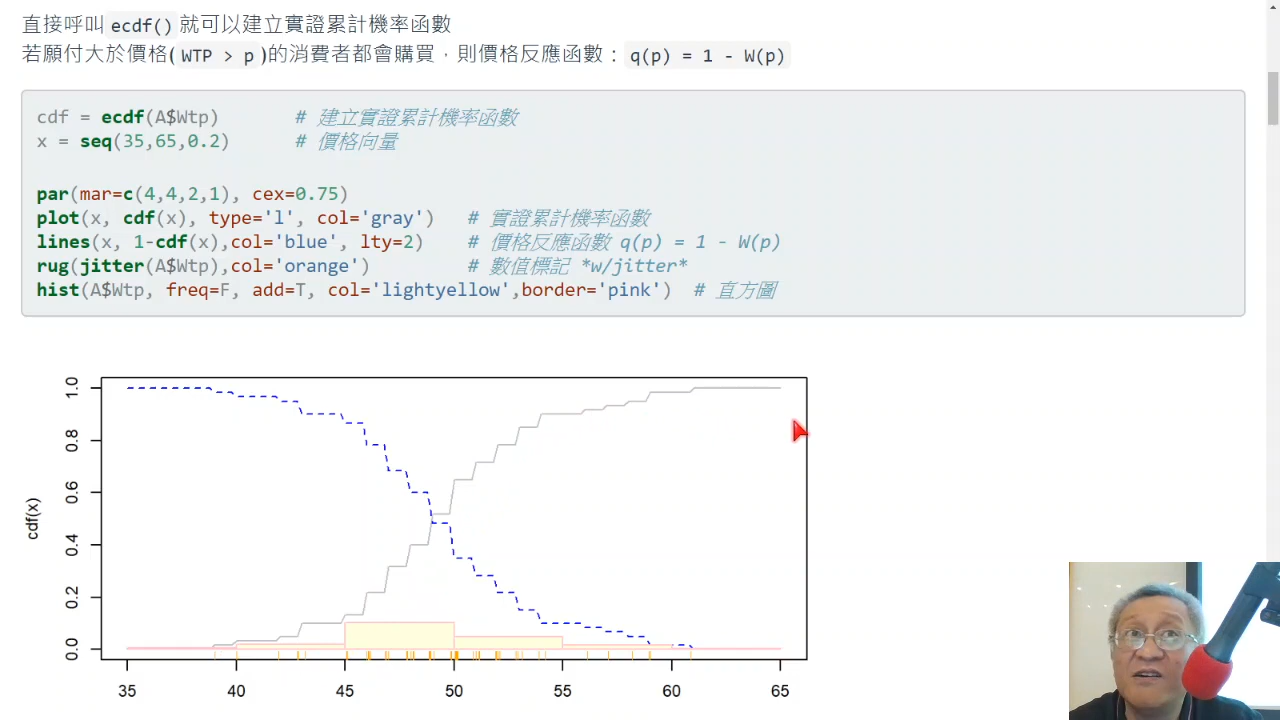 直接呼叫 ecdf() 就可以建立實證累計機率函數
若願付大於價格( WTP > p )的消費者都會購買，則價格反應函數： q(p) = 1 - W(p)
cdf = ecdf(A$Wtp)       # 建立實證累計機率函數
x = seq(35,65,0.2)      # 價格向量
par(mar=c(4,4,2,1), cex=0.75)
plot(x, cdf(x), type='l', col='gray')   # 實證累計機率函數
lines(x, 1-cdf(x),col='blue', lty=2)    # 價格反應函數 q(p) = 1 - W(p)
rug(jitter(A$Wtp),col='orange')         # 數值標記 *w/jitter*
hist(A$Wtp, freq=F, add=T, col='lightyellow',border='pink')  # 直方圖
1.0
0.8
0.6
0.4
0.2
0.0
cdf(x)
35 40 45 50 55 60 65